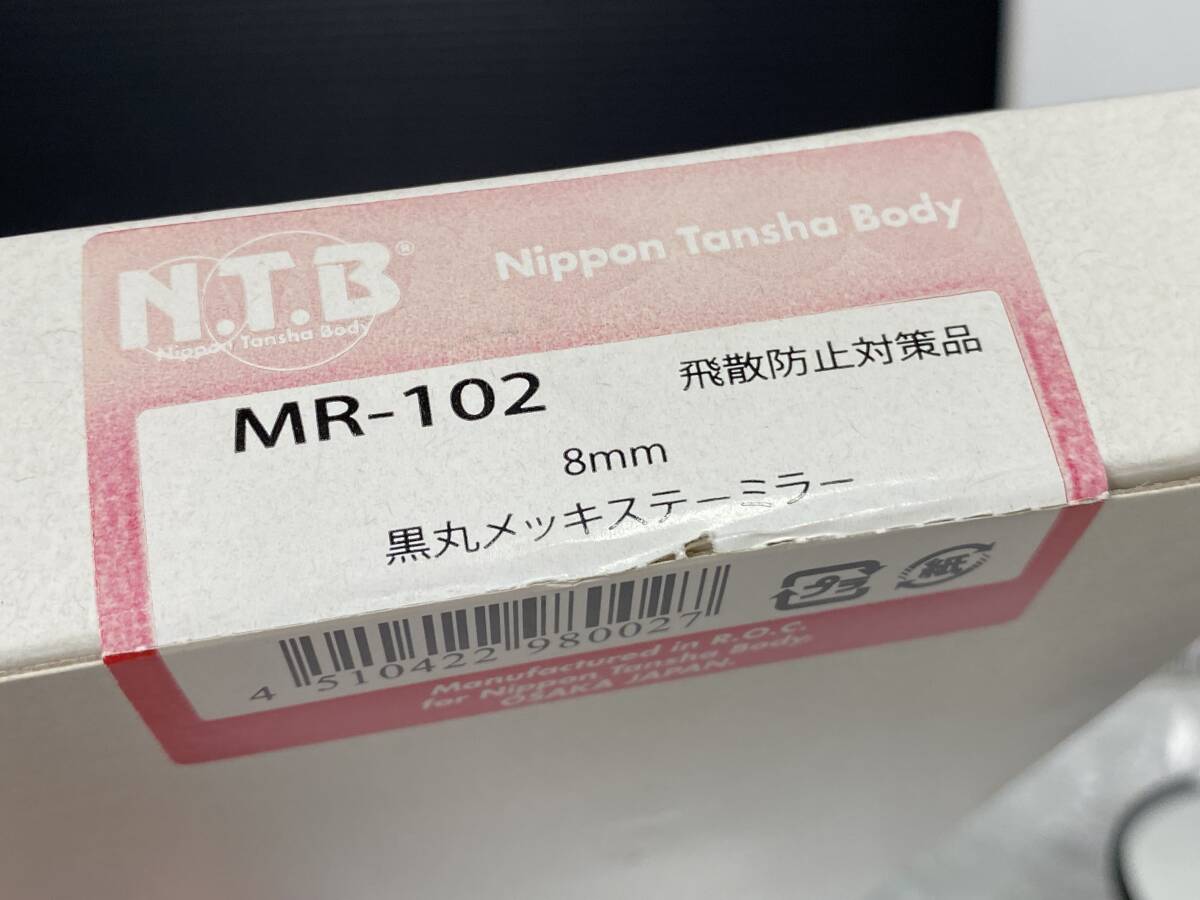 N.T.B®
Nippon Tansha Body
Nippon Tansha Body
MR-102
飛散防止対策品
8mm
黒丸メッキステーミラー
プラ
紙
4 510422 980027
Manufactured in R.O.C.
for Nippon Tansha Body.
OSAKA JAPAN.